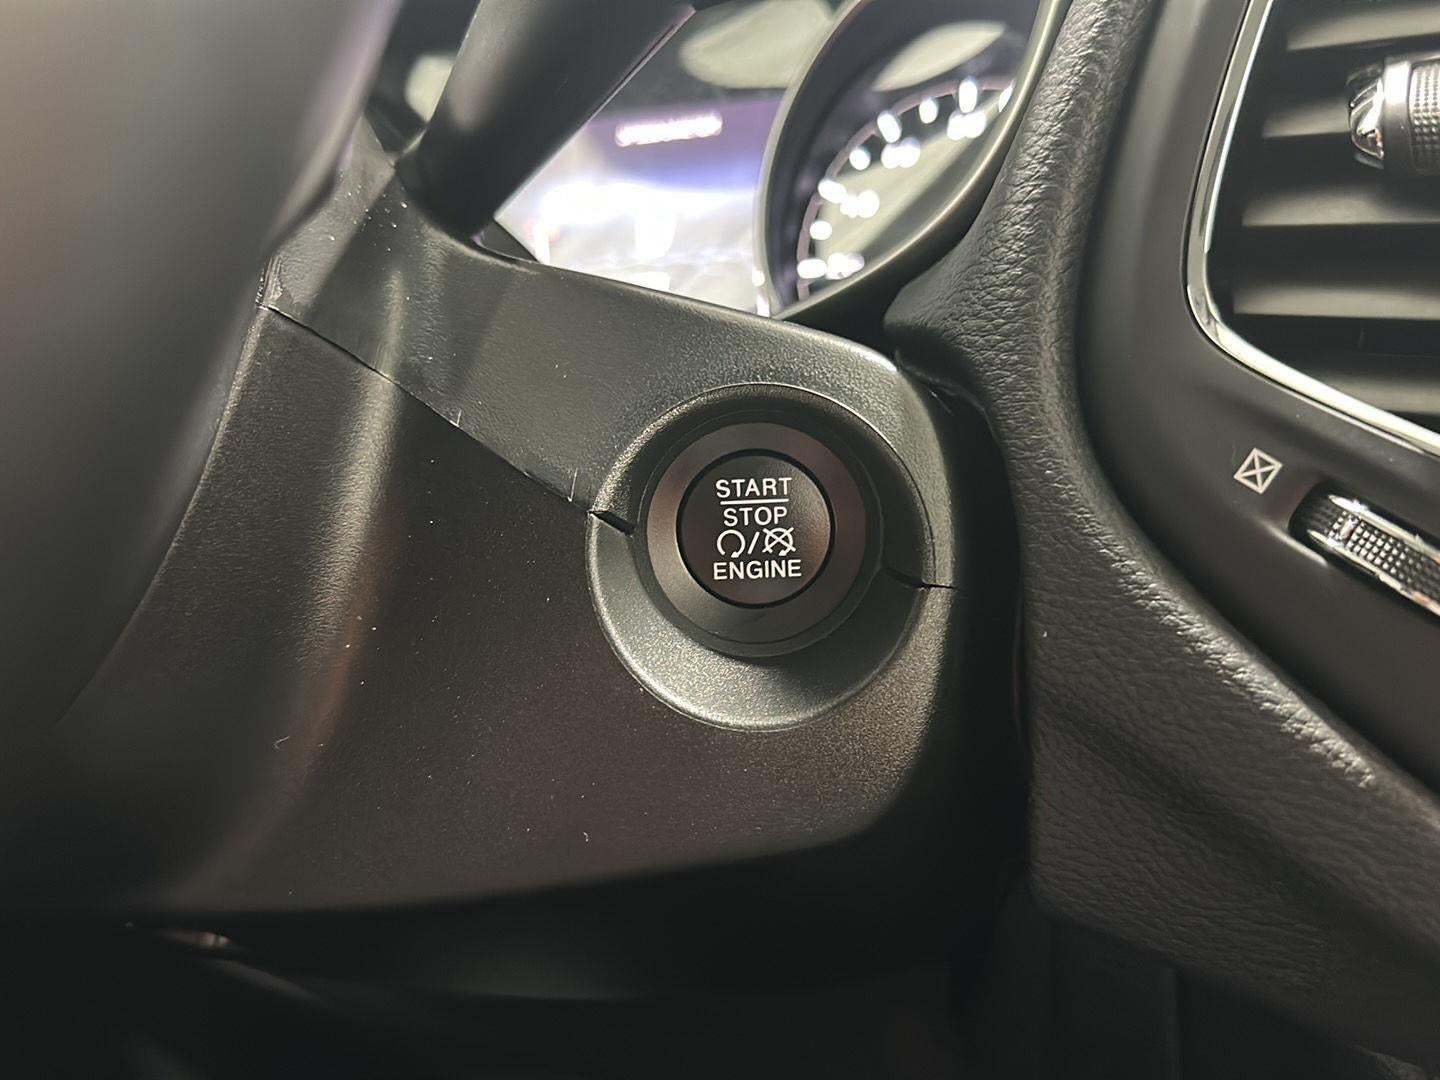 START
STOP
/
ENGINE